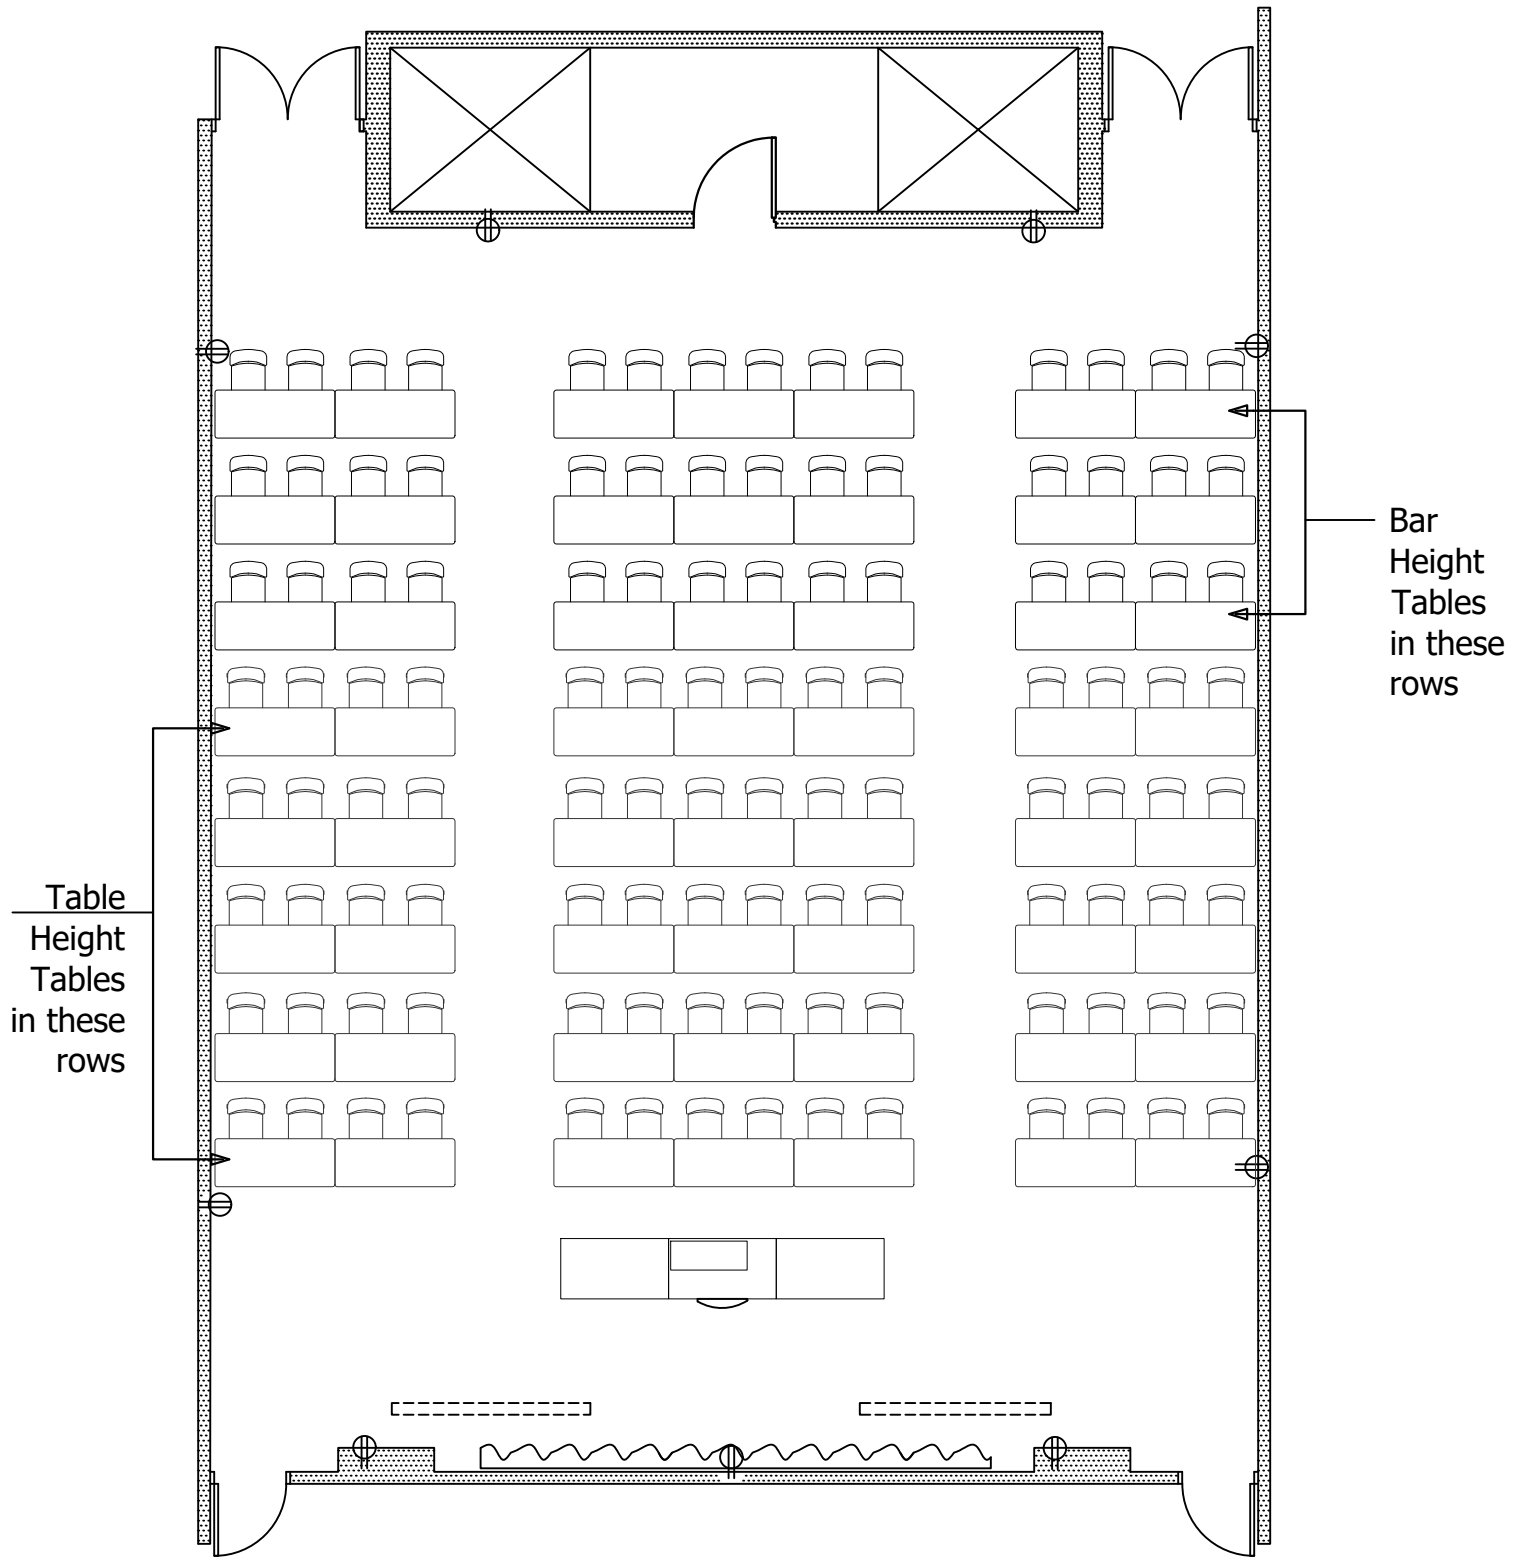 Bar
Height
Tables
in these
rows
Table
Height
Tables
in these
rows